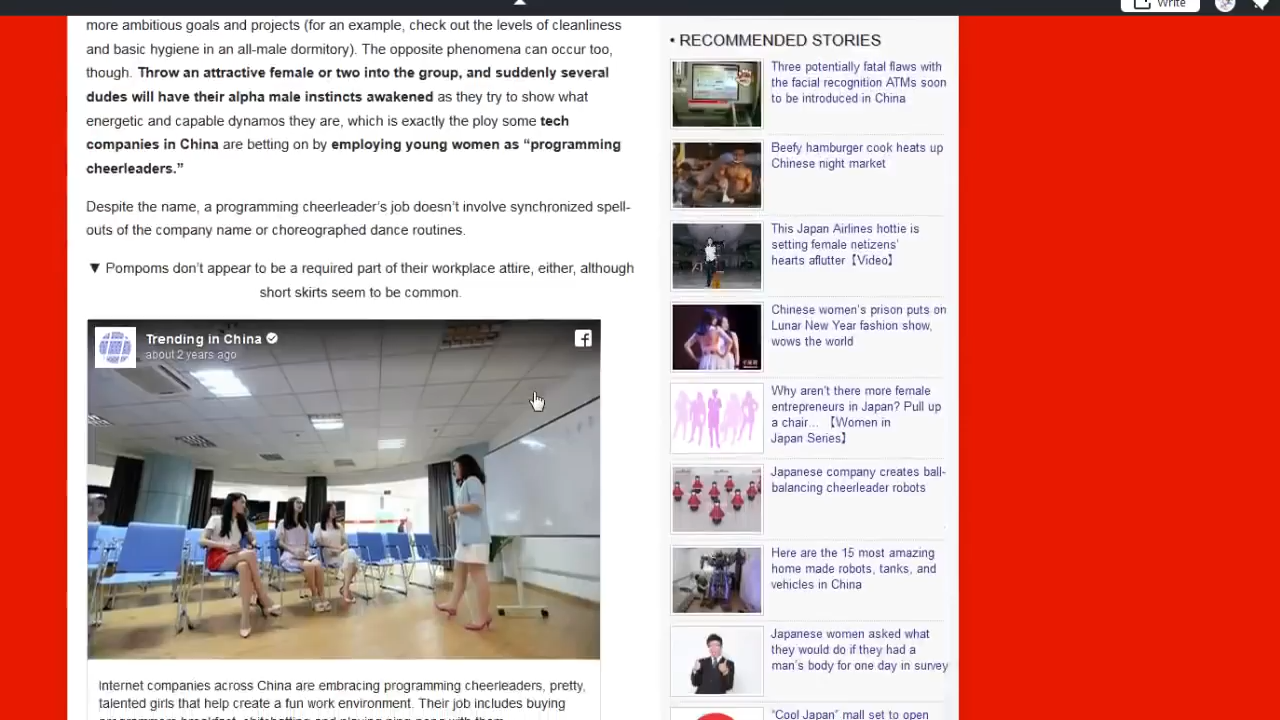 Write
more ambitious goals and projects (for an example, check out the levels of cleanliness
and basic hygiene in an all-male dormitory). The opposite phenomena can occur too,
though. Throw an attractive female or two into the group, and suddenly several
dudes will have their alpha male instincts awakened as they try to show what
energetic and capable dynamos they are, which is exactly the ploy some tech
companies in China are betting on by employing young women as “programming
cheerleaders.”
Despite the name, a programming cheerleader’s job doesn’t involve synchronized spell-
outs of the company name or choreographed dance routines.
▼ Pompoms don’t appear to be a required part of their workplace attire, either, although
short skirts seem to be common.
Trending in China
about 2 years ago
Internet companies across China are embracing programming cheerleaders, pretty,
talented girls that help create a fun work environment. Their job includes buying
programmers breakfast, chitchatting and playing ping-pong with them.
• RECOMMENDED STORIES
Three potentially fatal flaws with
the facial recognition ATMs soon
to be introduced in China
Beefy hamburger cook heats up
Chinese night market
This Japan Airlines hottie is
setting female netizens’
hearts aflutter【Video】
Chinese women’s prison puts on
Lunar New Year fashion show,
wows the world
Why aren’t there more female
entrepreneurs in Japan? Pull up
a chair… 【Women in
Japan Series】
Japanese company creates ball-
balancing cheerleader robots
Here are the 15 most amazing
home made robots, tanks, and
vehicles in China
Japanese women asked what
they would do if they had a
man’s body for one day in survey
“Cool Japan” mall set to open